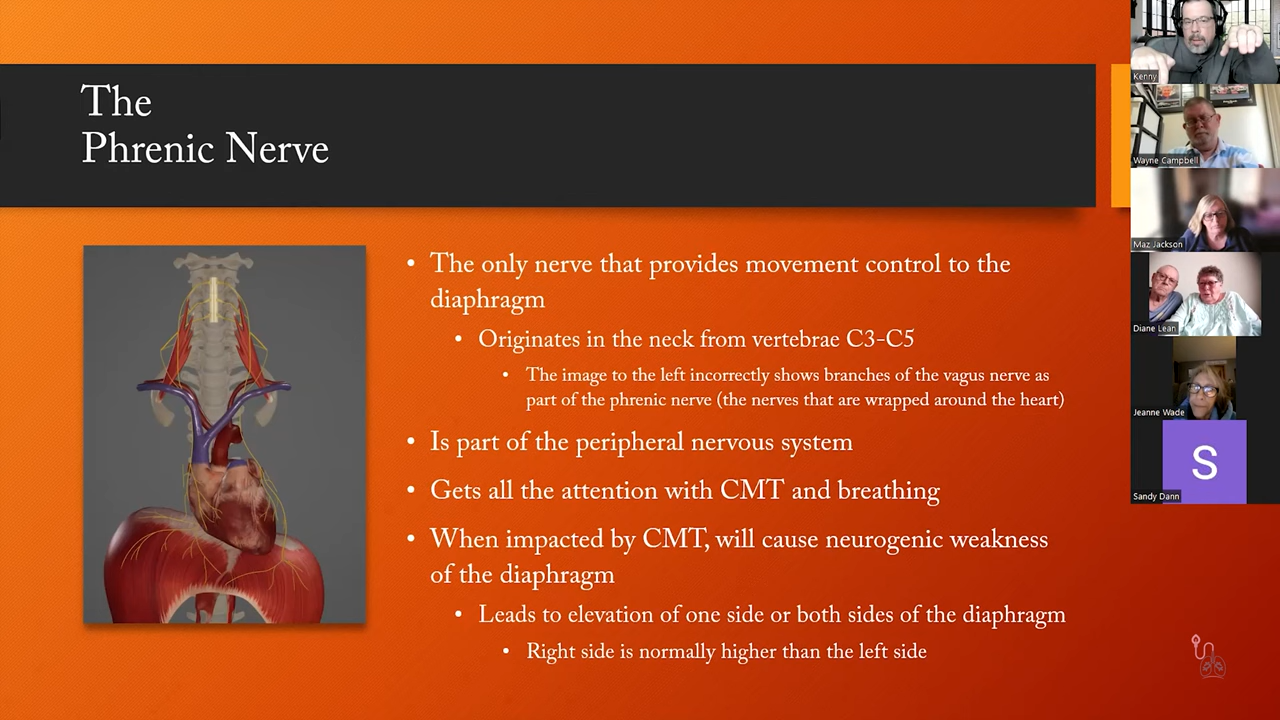 The
Phrenic Nerve
• The only nerve that provides movement control to the
diaphragm
• Originates in the neck from vertebrae C3-C5
• The image to the left incorrectly shows branches of the vagus nerve as
part of the phrenic nerve (the nerves that are wrapped around the heart)
• Is part of the peripheral nervous system
• Gets all the attention with CMT and breathing
• When impacted by CMT, will cause neurogenic weakness
of the diaphragm
• Leads to elevation of one side or both sides of the diaphragm
• Right side is normally higher than the left side
Kenny
Wayne Campbell
Maz Jackson
Diane Lean
Jeanne Wade
S
Sandy Dann